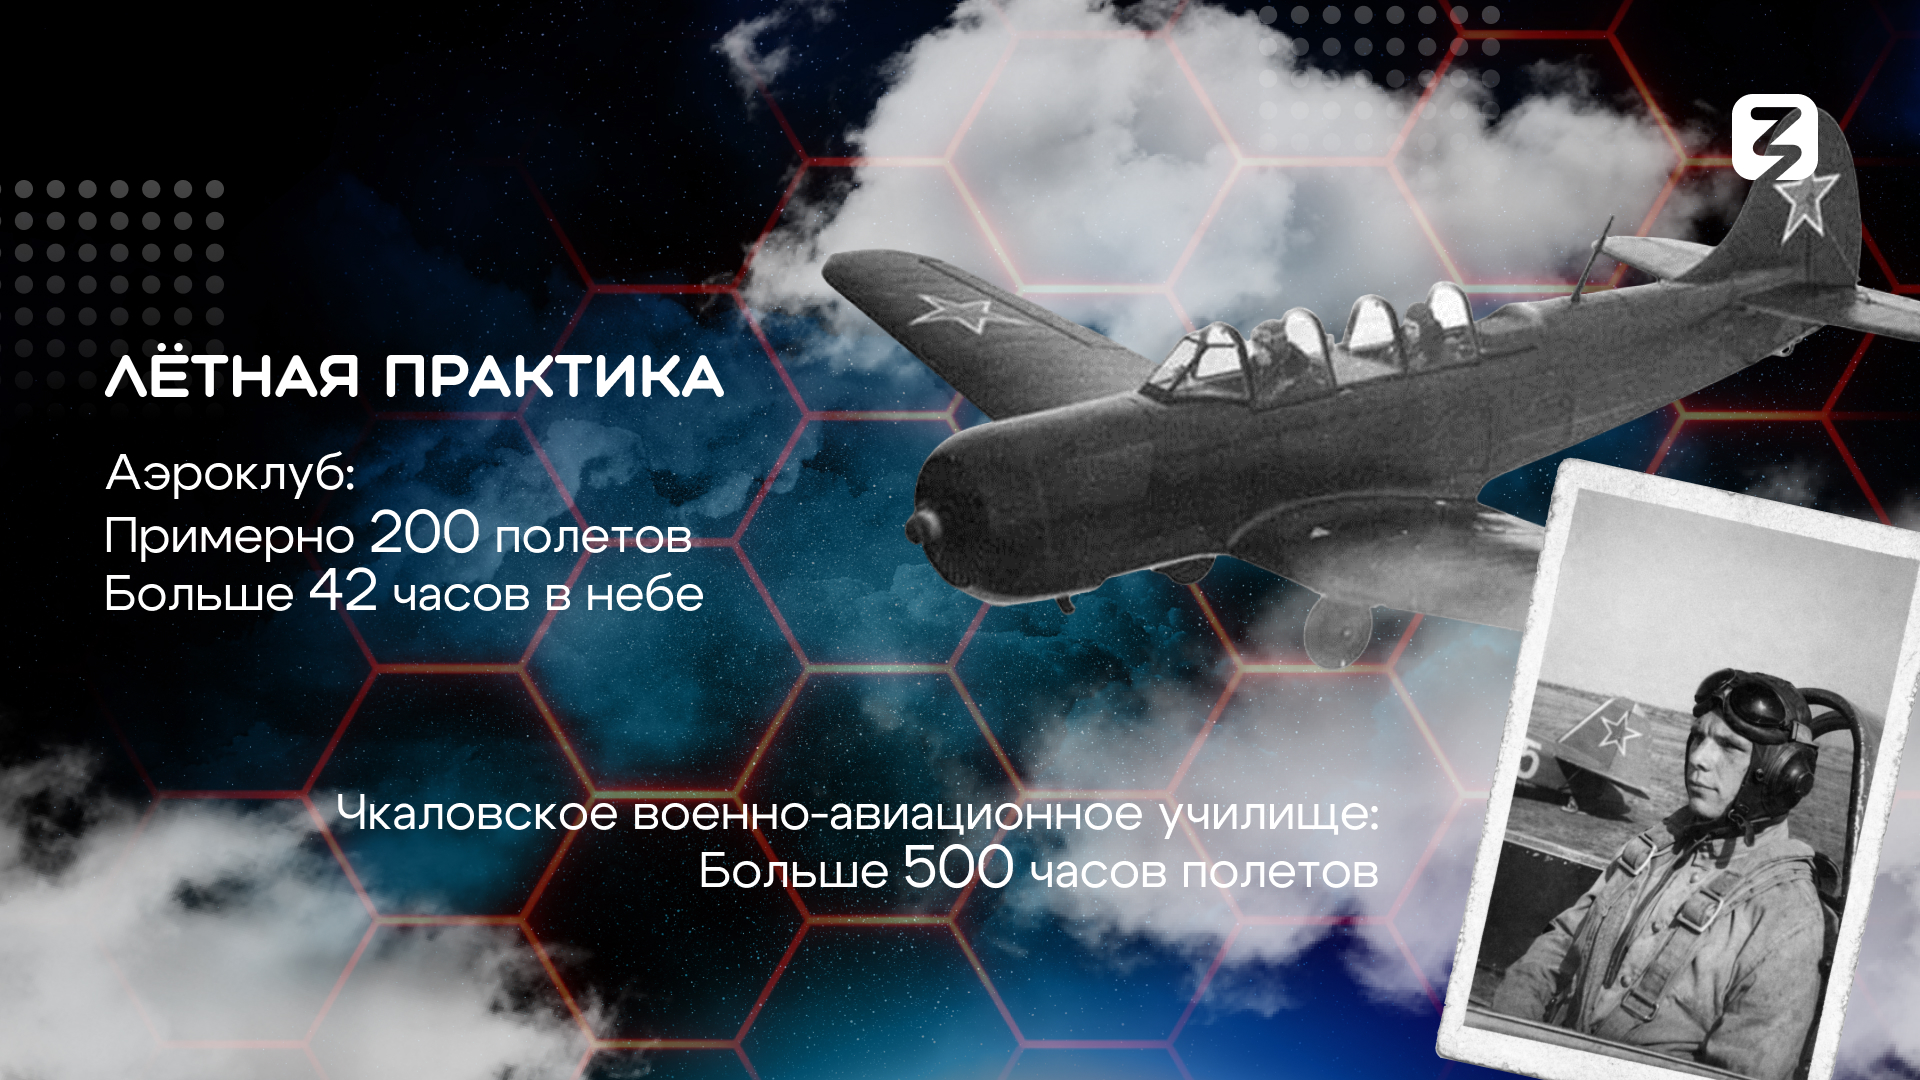 ЛЁТНАЯ ПРАКТИКА
Аэроклуб:
Примерно 200 полетов
Больше 42 часов в небе
Чкаловское военно-авиационное училище:
Больше 500 часов полетов